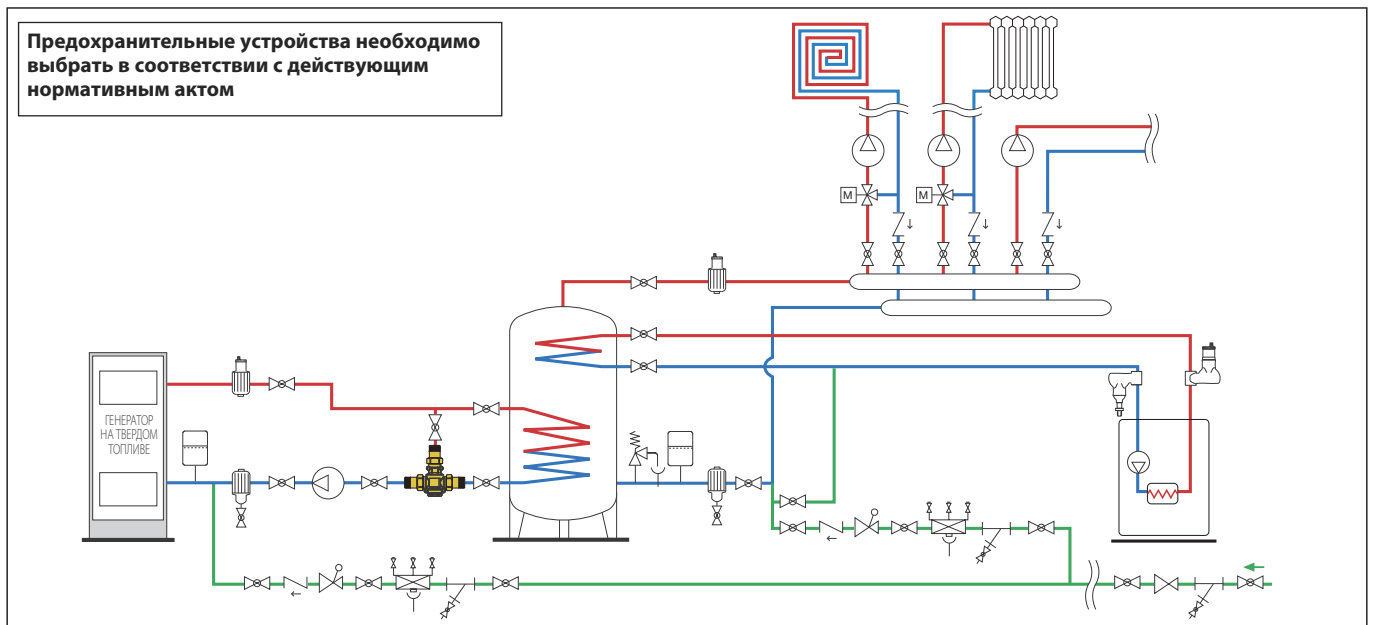 Предохранительные устройства необходимо
выбрать в соответствии с действующим
нормативным актом
М
М
ГЕНЕРАТОР
НА ТВЕРДОМ
ТОПЛИВЕ